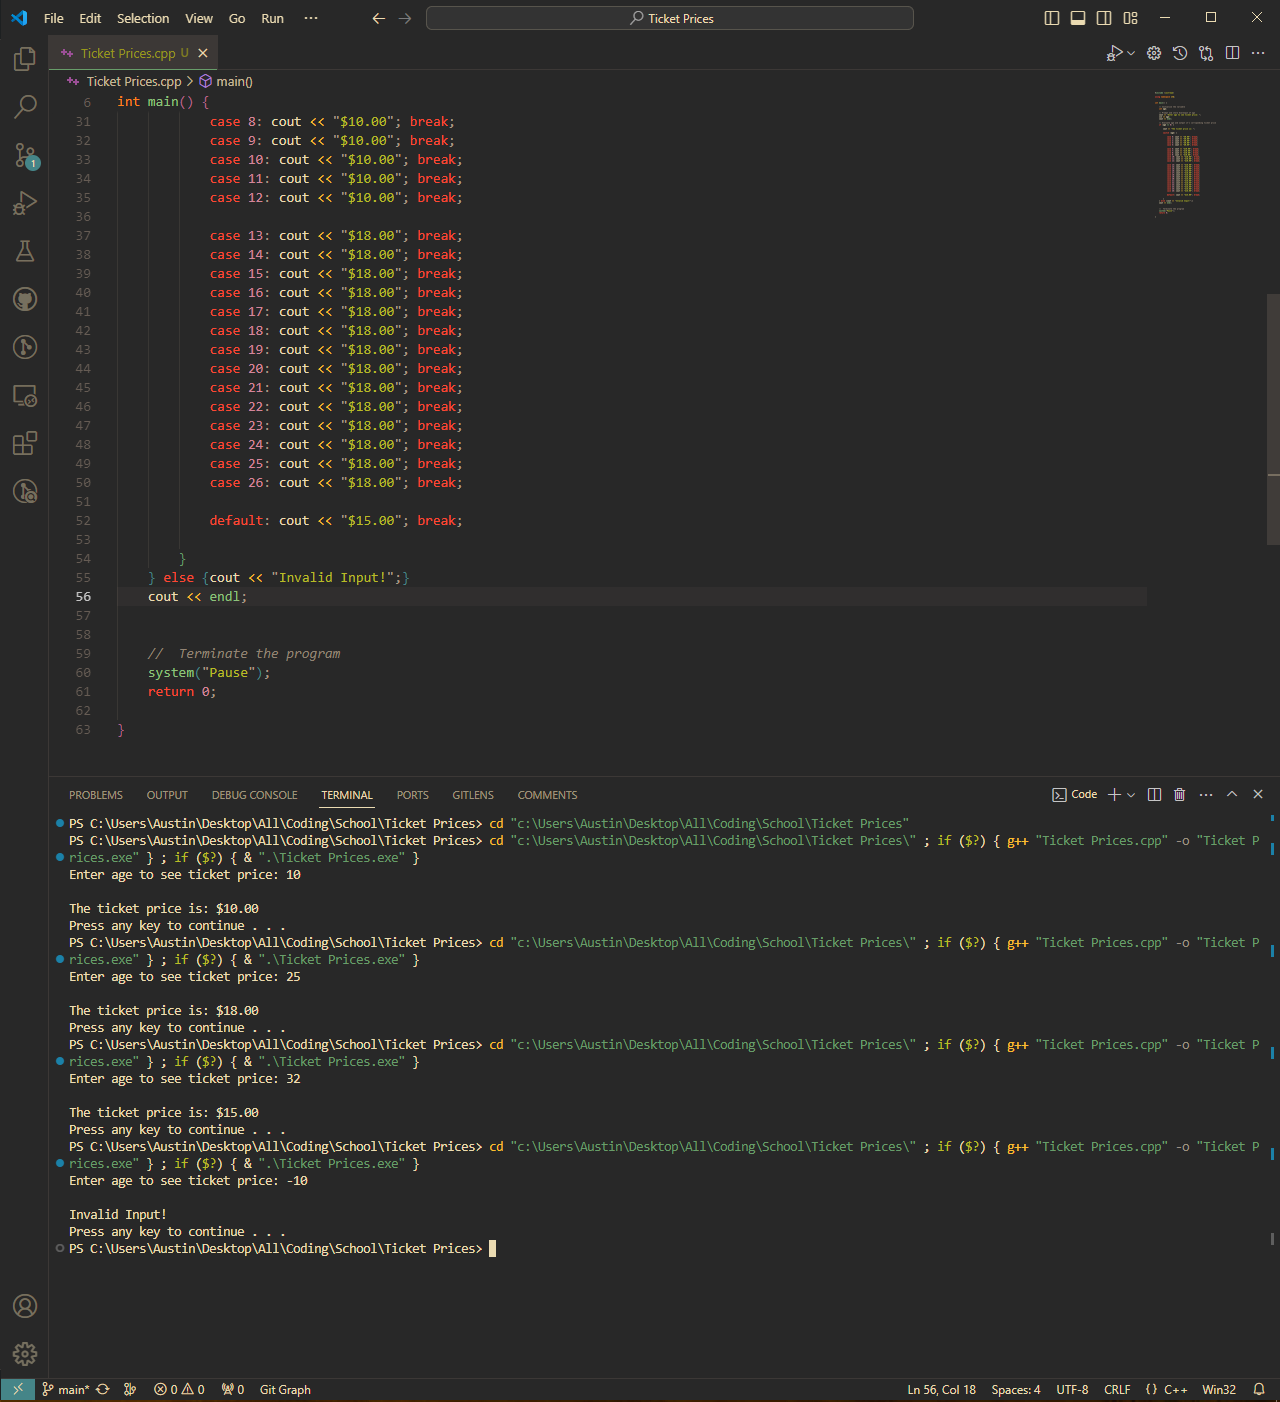 File Edit Selection View Go Run ··· Ticket Prices
Ticket Prices.cpp U
Ticket Prices.cpp > main()
6 int main() {
31 case 8: cout << "$10.00"; break;
32 case 9: cout << "$10.00"; break;
33 case 10: cout << "$10.00"; break;
34 case 11: cout << "$10.00"; break;
35 case 12: cout << "$10.00"; break;
36
37 case 13: cout << "$18.00"; break;
38 case 14: cout << "$18.00"; break;
39 case 15: cout << "$18.00"; break;
40 case 16: cout << "$18.00"; break;
41 case 17: cout << "$18.00"; break;
42 case 18: cout << "$18.00"; break;
43 case 19: cout << "$18.00"; break;
44 case 20: cout << "$18.00"; break;
45 case 21: cout << "$18.00"; break;
46 case 22: cout << "$18.00"; break;
47 case 23: cout << "$18.00"; break;
48 case 24: cout << "$18.00"; break;
49 case 25: cout << "$18.00"; break;
50 case 26: cout << "$18.00"; break;
51
52 default: cout << "$15.00"; break;
53
54 }
55 } else {cout << "Invalid Input!";}
56 cout << endl;
57
58
59 // Terminate the program
60 system("Pause");
61 return 0;
62
63 }
1
PROBLEMS OUTPUT DEBUG CONSOLE TERMINAL PORTS GITLENS COMMENTS Code
PS C:\Users\Austin\Desktop\All\Coding\School\Ticket Prices> cd "c:\Users\Austin\Desktop\All\Coding\School\Ticket Prices"
PS C:\Users\Austin\Desktop\All\Coding\School\Ticket Prices> cd "c:\Users\Austin\Desktop\All\Coding\School\Ticket Prices\" ; if ($?) { g++ "Ticket Prices.cpp" -o "Ticket P
rices.exe" } ; if ($?) { & ".\Ticket Prices.exe" }
Enter age to see ticket price: 10
The ticket price is: $10.00
Press any key to continue . . .
PS C:\Users\Austin\Desktop\All\Coding\School\Ticket Prices> cd "c:\Users\Austin\Desktop\All\Coding\School\Ticket Prices\" ; if ($?) { g++ "Ticket Prices.cpp" -o "Ticket P
rices.exe" } ; if ($?) { & ".\Ticket Prices.exe" }
Enter age to see ticket price: 25
The ticket price is: $18.00
Press any key to continue . . .
PS C:\Users\Austin\Desktop\All\Coding\School\Ticket Prices> cd "c:\Users\Austin\Desktop\All\Coding\School\Ticket Prices\" ; if ($?) { g++ "Ticket Prices.cpp" -o "Ticket P
rices.exe" } ; if ($?) { & ".\Ticket Prices.exe" }
Enter age to see ticket price: 32
The ticket price is: $15.00
Press any key to continue . . .
PS C:\Users\Austin\Desktop\All\Coding\School\Ticket Prices> cd "c:\Users\Austin\Desktop\All\Coding\School\Ticket Prices\" ; if ($?) { g++ "Ticket Prices.cpp" -o "Ticket P
rices.exe" } ; if ($?) { & ".\Ticket Prices.exe" }
Enter age to see ticket price: -10
Invalid Input!
Press any key to continue . . .
PS C:\Users\Austin\Desktop\All\Coding\School\Ticket Prices>
main* 0 0 0 Git Graph Ln 56, Col 18 Spaces: 4 UTF-8 CRLF {} C++ Win32